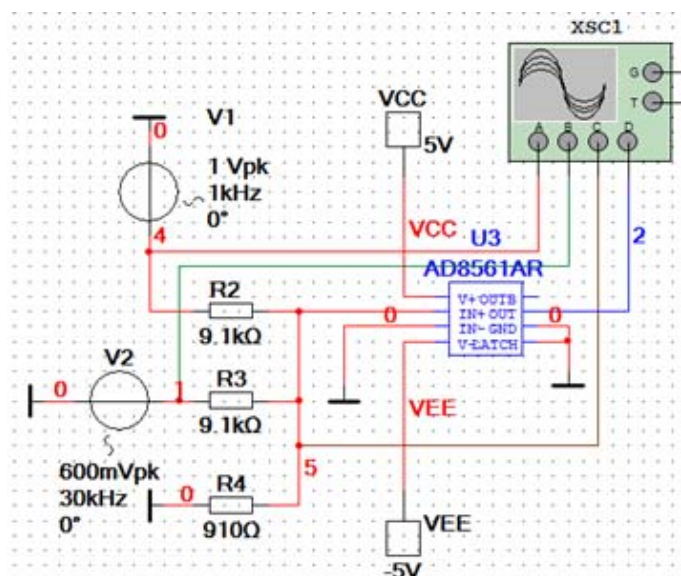 XSC1
G
T
A B C D
0
V1
1 Vpk
1kHz
0°
4
VCC
5V
VCC
2
U3
AD8561AR
V+ OUTB
IN+ OUT
IN- GND
V- LATCH
0
0
R2
9.1kΩ
V2
0
1
R3
9.1kΩ
600mVpk
30kHz
0°
0
R4
910Ω
5
VEE
VEE
-5V